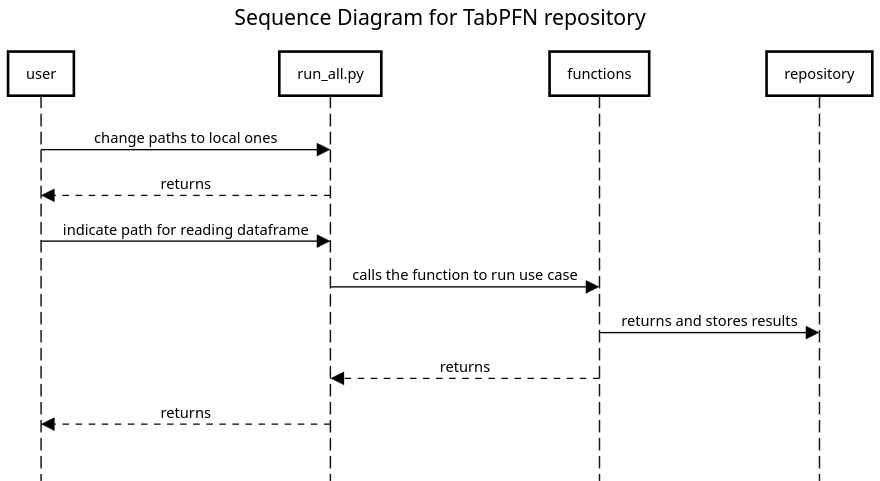 Sequence Diagram for TabPFN repository
user
run_all.py
functions
repository
change paths to local ones
returns
indicate path for reading dataframe
calls the function to run use case
returns and stores results
returns
returns